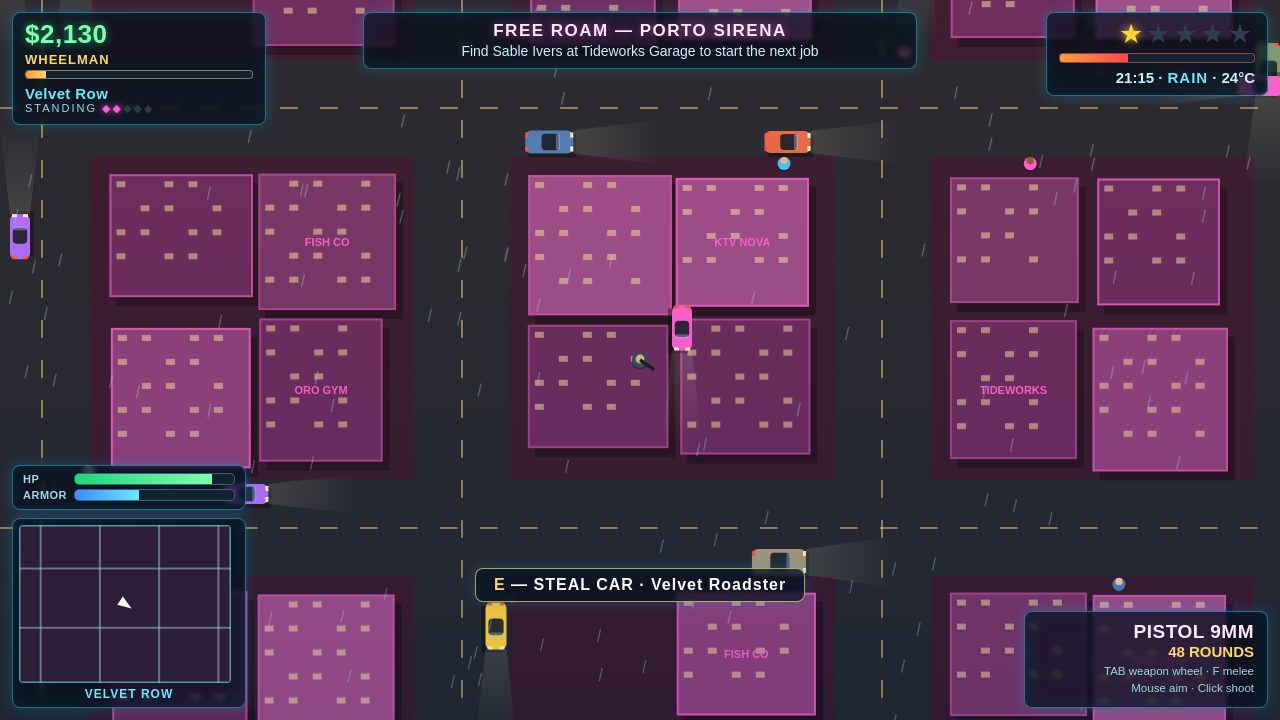 $2,130
WHEELMAN
Velvet Row
STANDING
FREE ROAM — PORTO SIRENA
Find Sable Ivers at Tideworks Garage to start the next job
21:15 · RAIN · 24°C
FISH CO
KTV NOVA
ORO GYM
TIDEWORKS
HP
ARMOR
E — STEAL CAR · Velvet Roadster
FISH CO
VELVET ROW
PISTOL 9MM
48 ROUNDS
TAB weapon wheel · F melee
Mouse aim · Click shoot